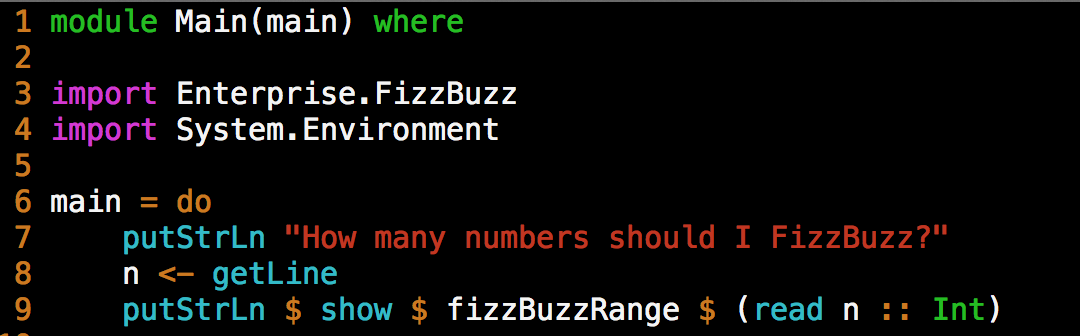 1 module Main(main) where
2
3 import Enterprise.FizzBuzz
4 import System.Environment
5
6 main = do
7     putStrLn "How many numbers should I FizzBuzz?"
8     n <- getLine
9     putStrLn $ show $ fizzBuzzRange $ (read n :: Int)